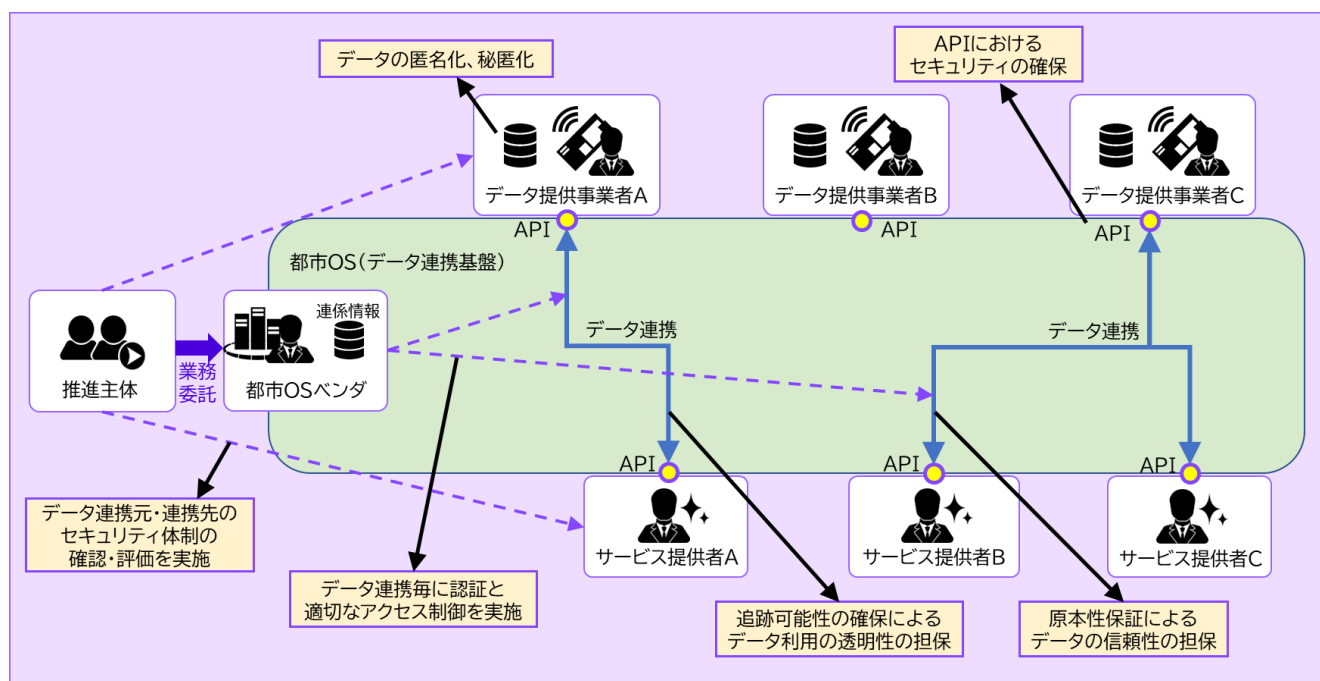 データの匿名化、秘匿化
APIにおける
セキュリティの確保
データ提供事業者A
データ提供事業者B
データ提供事業者C
API
API
API
都市OS(データ連携基盤)
連係情報
推進主体
業務
委託
都市OSベンダ
データ連携
データ連携
API
API
API
サービス提供者A
サービス提供者B
サービス提供者C
データ連携元・連携先の
セキュリティ体制の
確認・評価を実施
データ連携毎に認証と
適切なアクセス制御を実施
追跡可能性の確保による
データ利用の透明性の担保
原本性保証による
データの信頼性の担保